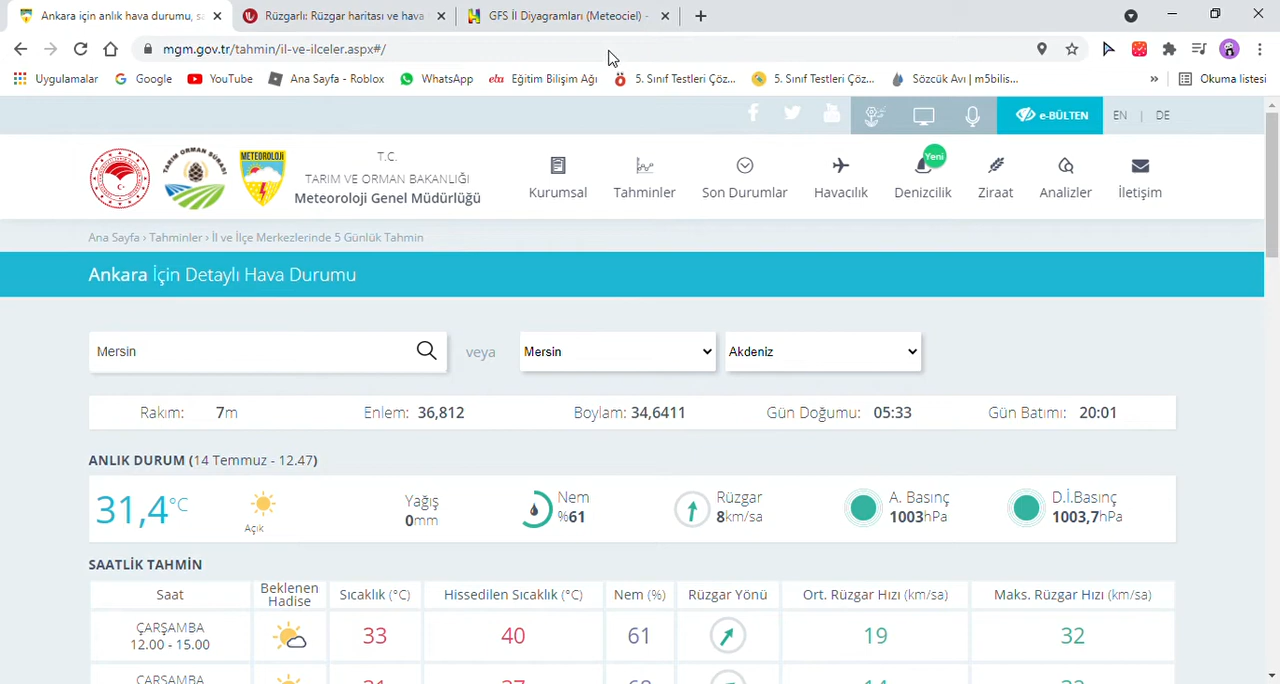 Ankara için anlık hava durumu, sa
Rüzgarlı: Rüzgar haritası ve hava
GFS İl Diyagramları (Meteociel) -
mgm.gov.tr/tahmin/il-ve-ilceler.aspx#/
Uygulamalar
Google
YouTube
Ana Sayfa - Roblox
WhatsApp
eba Eğitim Bilişim Ağı
5. Sınıf Testleri Çöz...
5. Sınıf Testleri Çöz...
Sözcük Avı | m5bilis...
»
Okuma listesi
e-BÜLTEN
EN | DE
METEOROLOJİ
T.C.
TARIM VE ORMAN BAKANLIĞI
Meteoroloji Genel Müdürlüğü
Kurumsal
Tahminler
Son Durumlar
Havacılık
Yeni
Denizcilik
Ziraat
Analizler
İletişim
Ana Sayfa › Tahminler › İl ve İlçe Merkezlerinde 5 Günlük Tahmin
Ankara İçin Detaylı Hava Durumu
Mersin
veya
Mersin
Akdeniz
Rakım: 7m
Enlem: 36,812
Boylam: 34,6411
Gün Doğumu: 05:33
Gün Batımı: 20:01
ANLIK DURUM (14 Temmuz - 12.47)
31,4°C
Açık
Yağış
0mm
Nem
%61
Rüzgar
8km/sa
A. Basınç
1003hPa
D.İ.Basınç
1003,7hPa
SAATLİK TAHMİN
Saat
Beklenen
Hadise
Sıcaklık (°C)
Hissedilen Sıcaklık (°C)
Nem (%)
Rüzgar Yönü
Ort. Rüzgar Hızı (km/sa)
Maks. Rüzgar Hızı (km/sa)
ÇARŞAMBA
12.00 - 15.00
33
40
61
19
32
ÇARŞAMBA